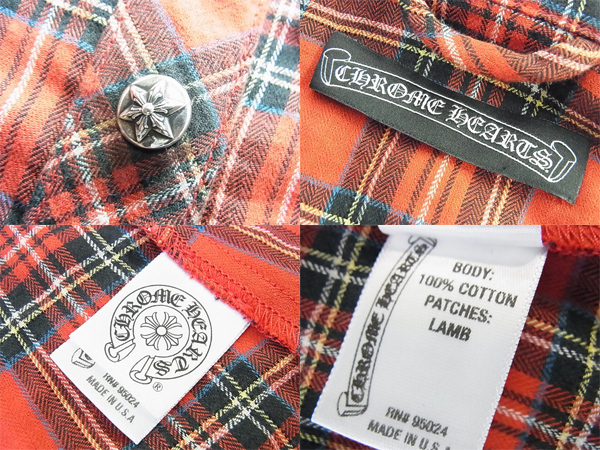 CHROME HEARTS
CHROME HEARTS
®
RN# 95024
MADE IN U.S.A
BODY:
100% COTTON
PATCHES:
LAMB
CHROME HEARTS
RN# 95024
MADE IN U.S.A